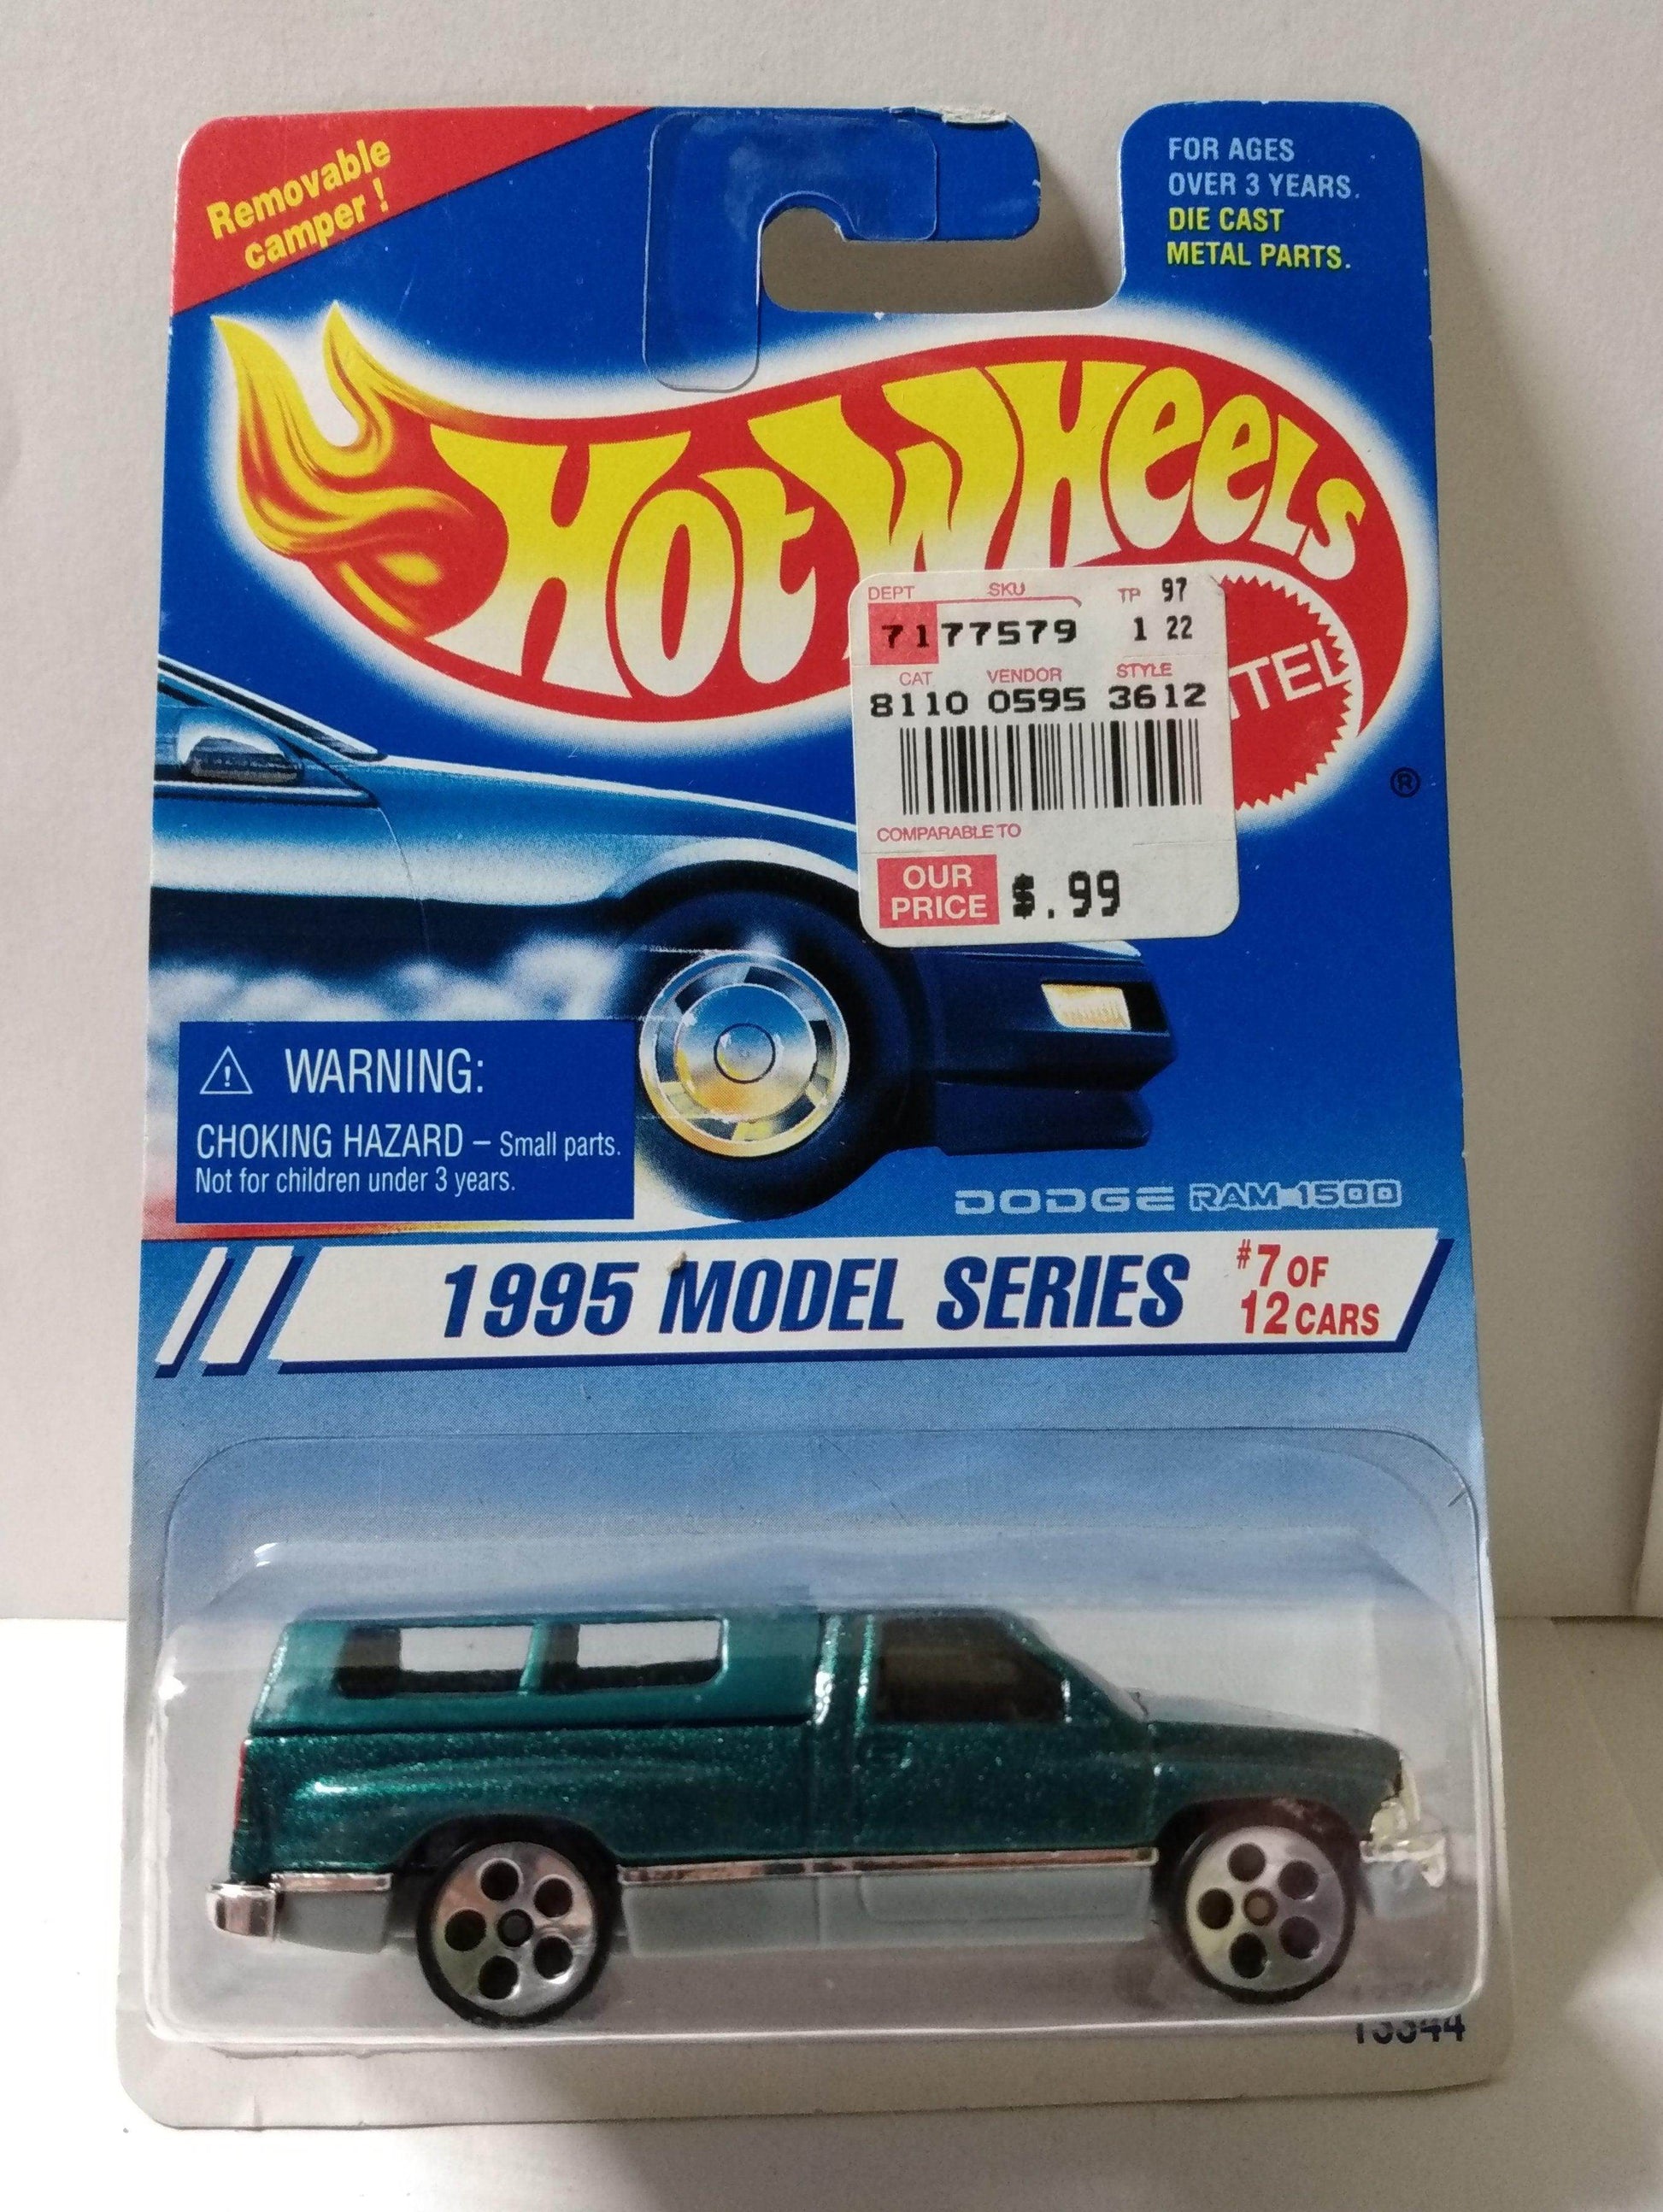 Removable
camper !
FOR AGES
OVER 3 YEARS.
DIE CAST
METAL PARTS.
Hot Wheels
®
DEPT SKU TP 97
7177579 1 22
CAT VENDOR STYLE
8110 0595 3612
COMPARABLE TO
OUR
PRICE $.99
WARNING:
CHOKING HAZARD – Small parts.
Not for children under 3 years.
DODGE RAM 1500
1995 MODEL SERIES
#7 OF
12 CARS